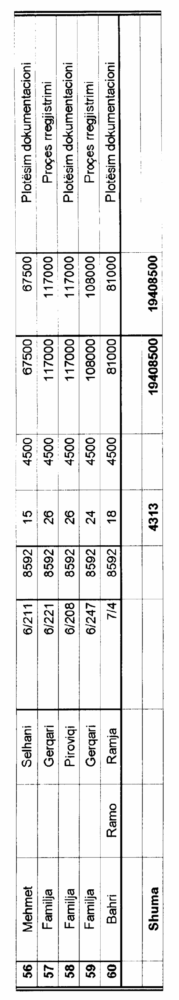 56 Mehmet Selhani 6/211 8592 15 4500 67500 67500 Plotësim dokumentacioni
57 Familja Gerqari 6/221 8592 26 4500 117000 117000 Proçes rregjistrimi
58 Familja Piroviqi 6/208 8592 26 4500 117000 117000 Plotësim dokumentacioni
59 Familja Gerqari 6/247 8592 24 4500 108000 108000 Proçes rregjistrimi
60 Bahri Ramo Ramja 7/4 8592 18 4500 81000 81000 Plotësim dokumentacioni
Shuma 4313 19408500 19408500